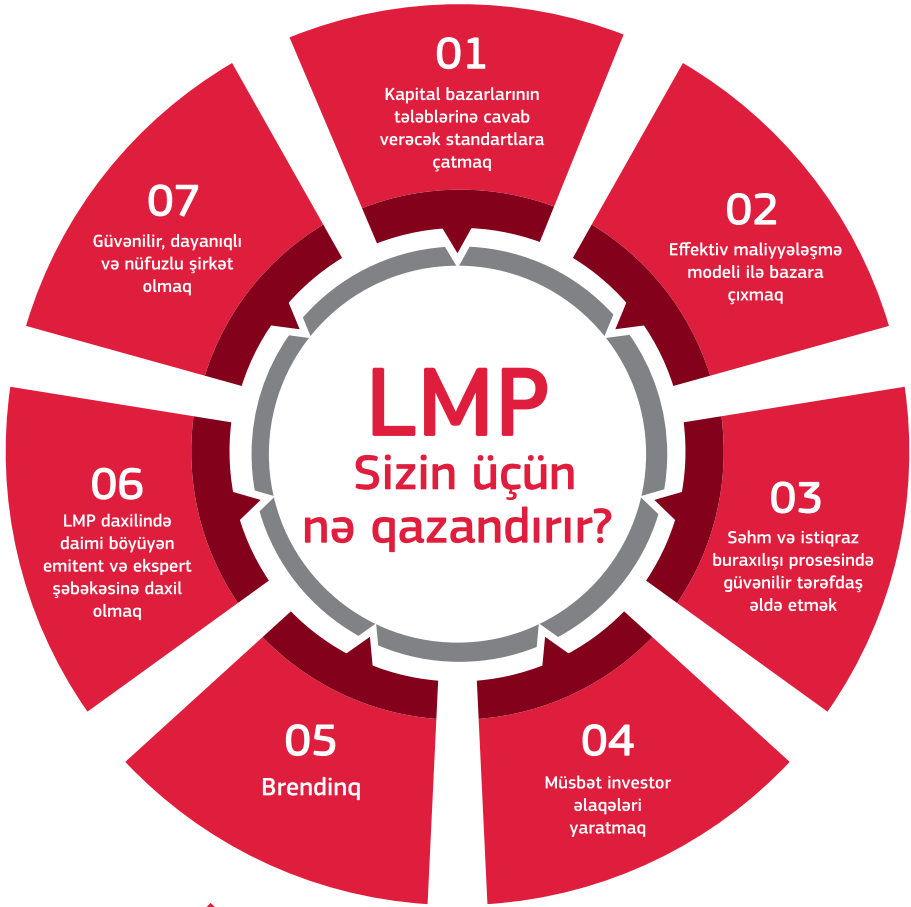 LMP
Sizin üçün
nə qazandırır?
01
Kapital bazarlarının
tələblərinə cavab
verəcək standartlara
çatmaq
02
Effektiv maliyyələşmə
modeli ilə bazara
çıxmaq
03
Səhm və istiqraz
buraxılışı prosesində
güvənilir tərəfdaş
əldə etmək
04
Müsbət investor
əlaqələri
yaratmaq
05
Brendinq
06
LMP daxilində
daimi böyüyən
emitent və ekspert
şəbəkəsinə daxil
olmaq
07
Güvənilir, dayanıqlı
və nüfuzlu şirkət
olmaq